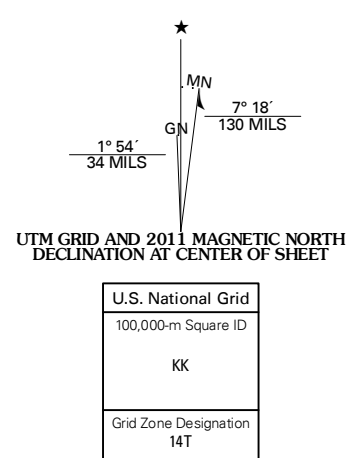 ★
MN
7° 18´
130 MILS
GN
1° 54´
34 MILS
UTM GRID AND 2011 MAGNETIC NORTH
DECLINATION AT CENTER OF SHEET
U.S. National Grid
100,000-m Square ID
KK
Grid Zone Designation
14T